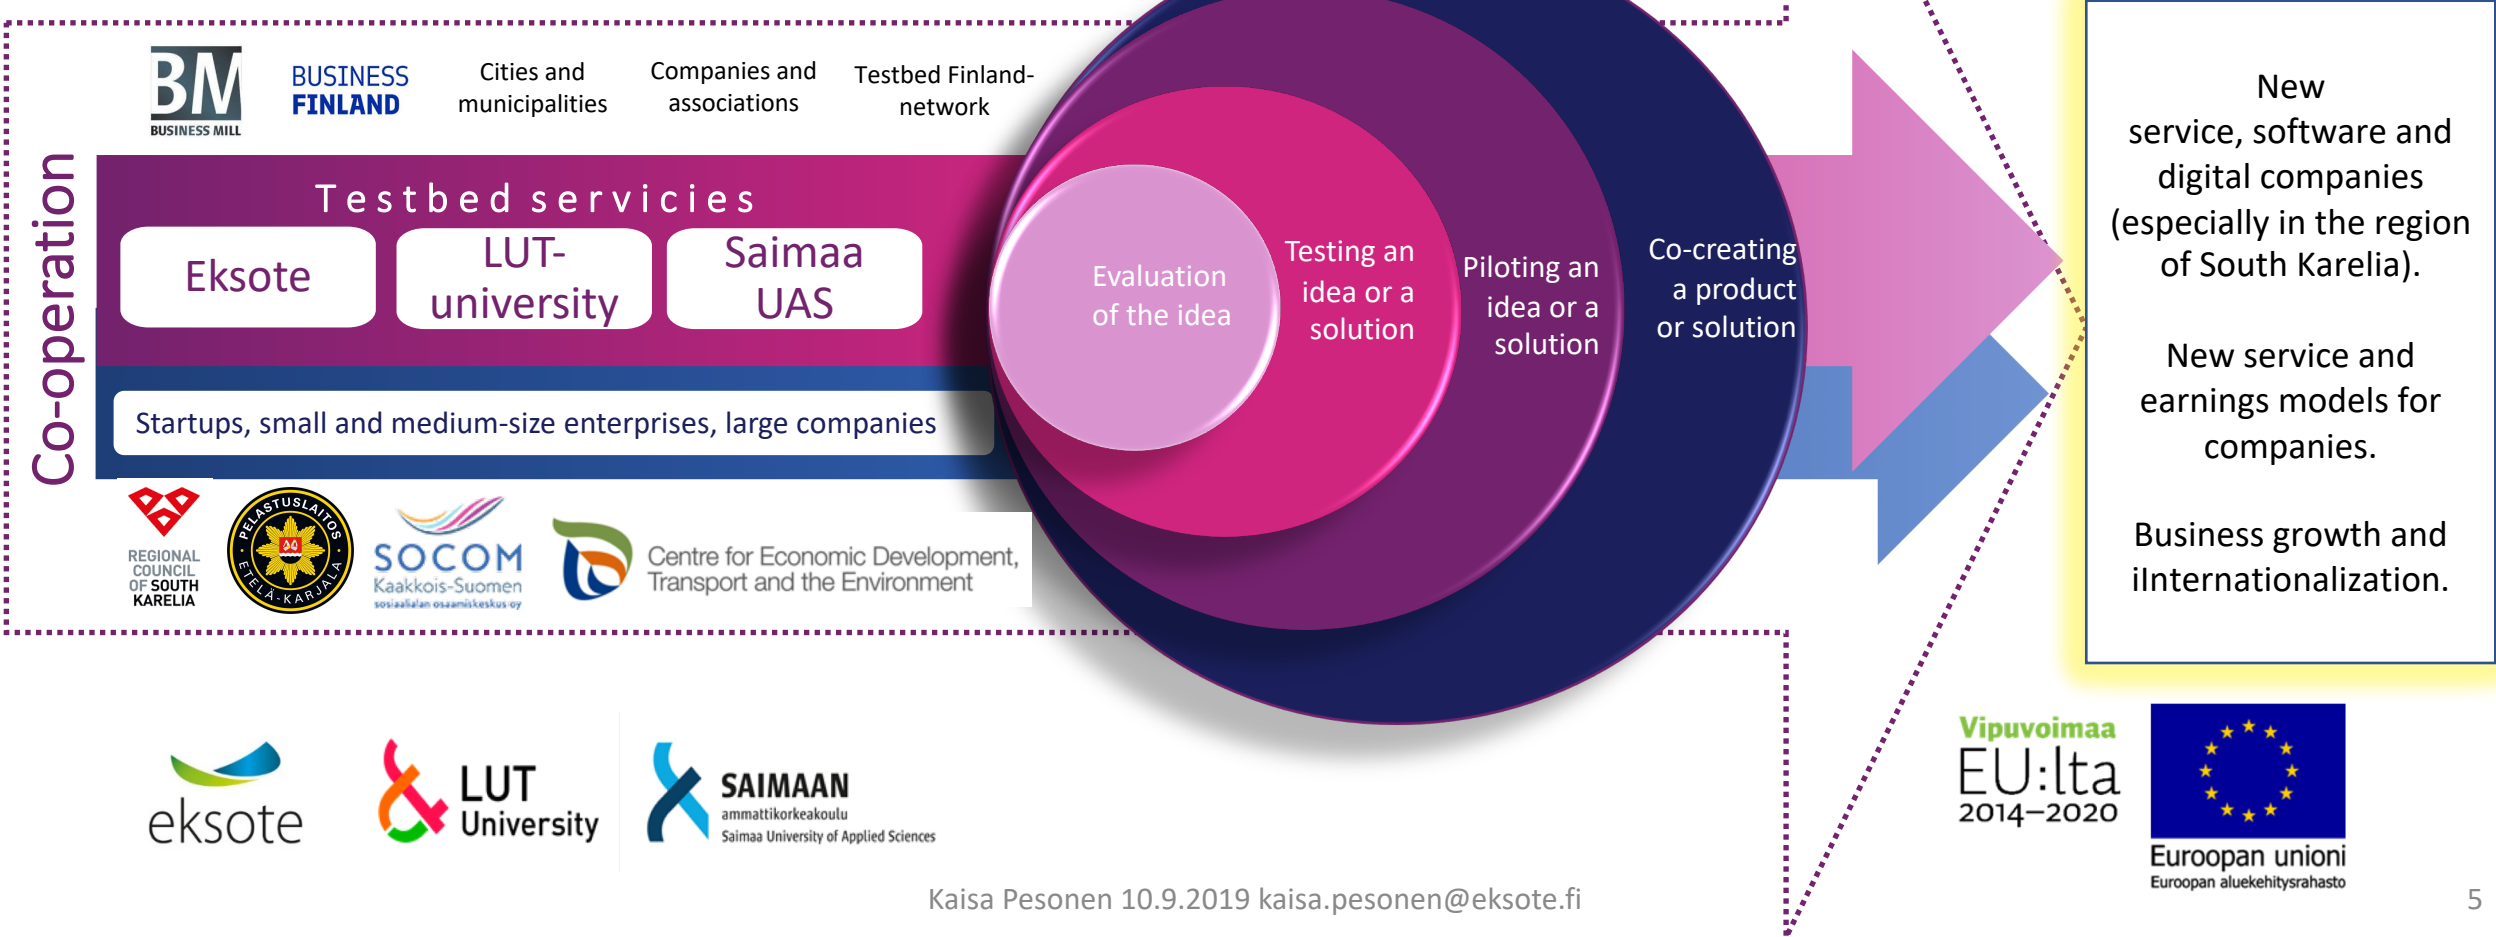 BM
BUSINESS MILL
BUSINESS
FINLAND
Cities and
municipalities
Companies and
associations
Testbed Finland-
network
Co-operation
Testbed servicies
Eksote
LUT-
university
Saimaa
UAS
Startups, small and medium-size enterprises, large companies
Evaluation
of the idea
Testing an
idea or a
solution
Piloting an
idea or a
solution
Co-creating
a product
or solution
New
service, software and
digital companies
(especially in the region
of South Karelia).
New service and
earnings models for
companies.
Business growth and
iInternationalization.
REGIONAL
COUNCIL
OF SOUTH
KARELIA
PELASTUSLAITOS
ETELÄ-KARJALA
SOCOM
Kaakkois-Suomen
sosiaalialan osaamiskeskus oy
Centre for Economic Development,
Transport and the Environment
eksote
LUT
University
SAIMAAN
ammattikorkeakoulu
Saimaa University of Applied Sciences
Vipuvoimaa
EU:lta
2014–2020
Euroopan unioni
Euroopan aluekehitysrahasto
Kaisa Pesonen 10.9.2019 kaisa.pesonen@eksote.fi
5